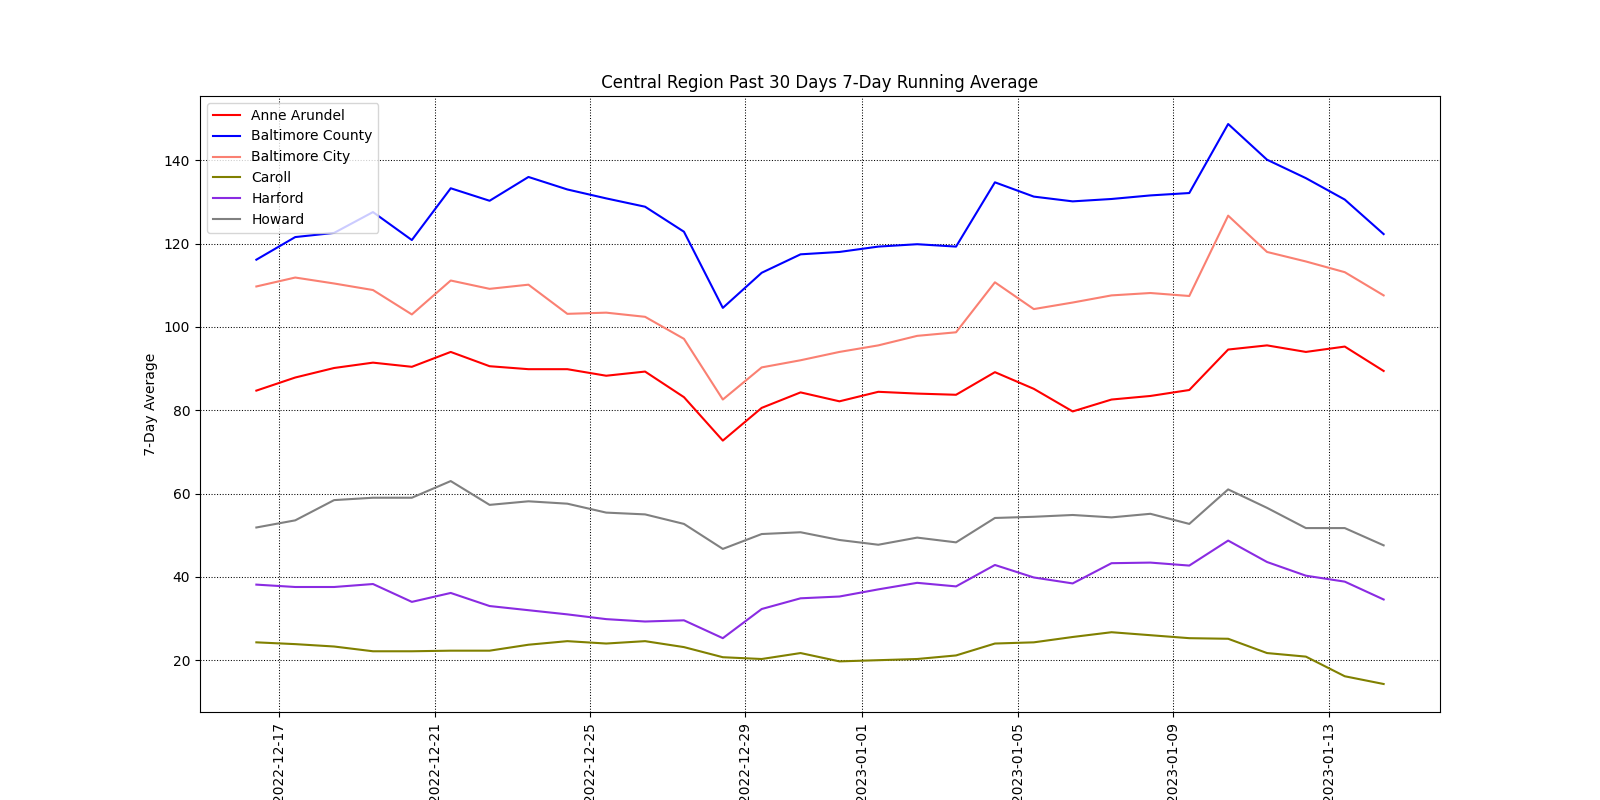 Central Region Past 30 Days 7-Day Running Average
Anne Arundel
Baltimore County
Baltimore City
Caroll
Harford
Howard
7-Day Average
140
120
100
80
60
40
20
2022-12-17
2022-12-21
2022-12-25
2022-12-29
2023-01-01
2023-01-05
2023-01-09
2023-01-13